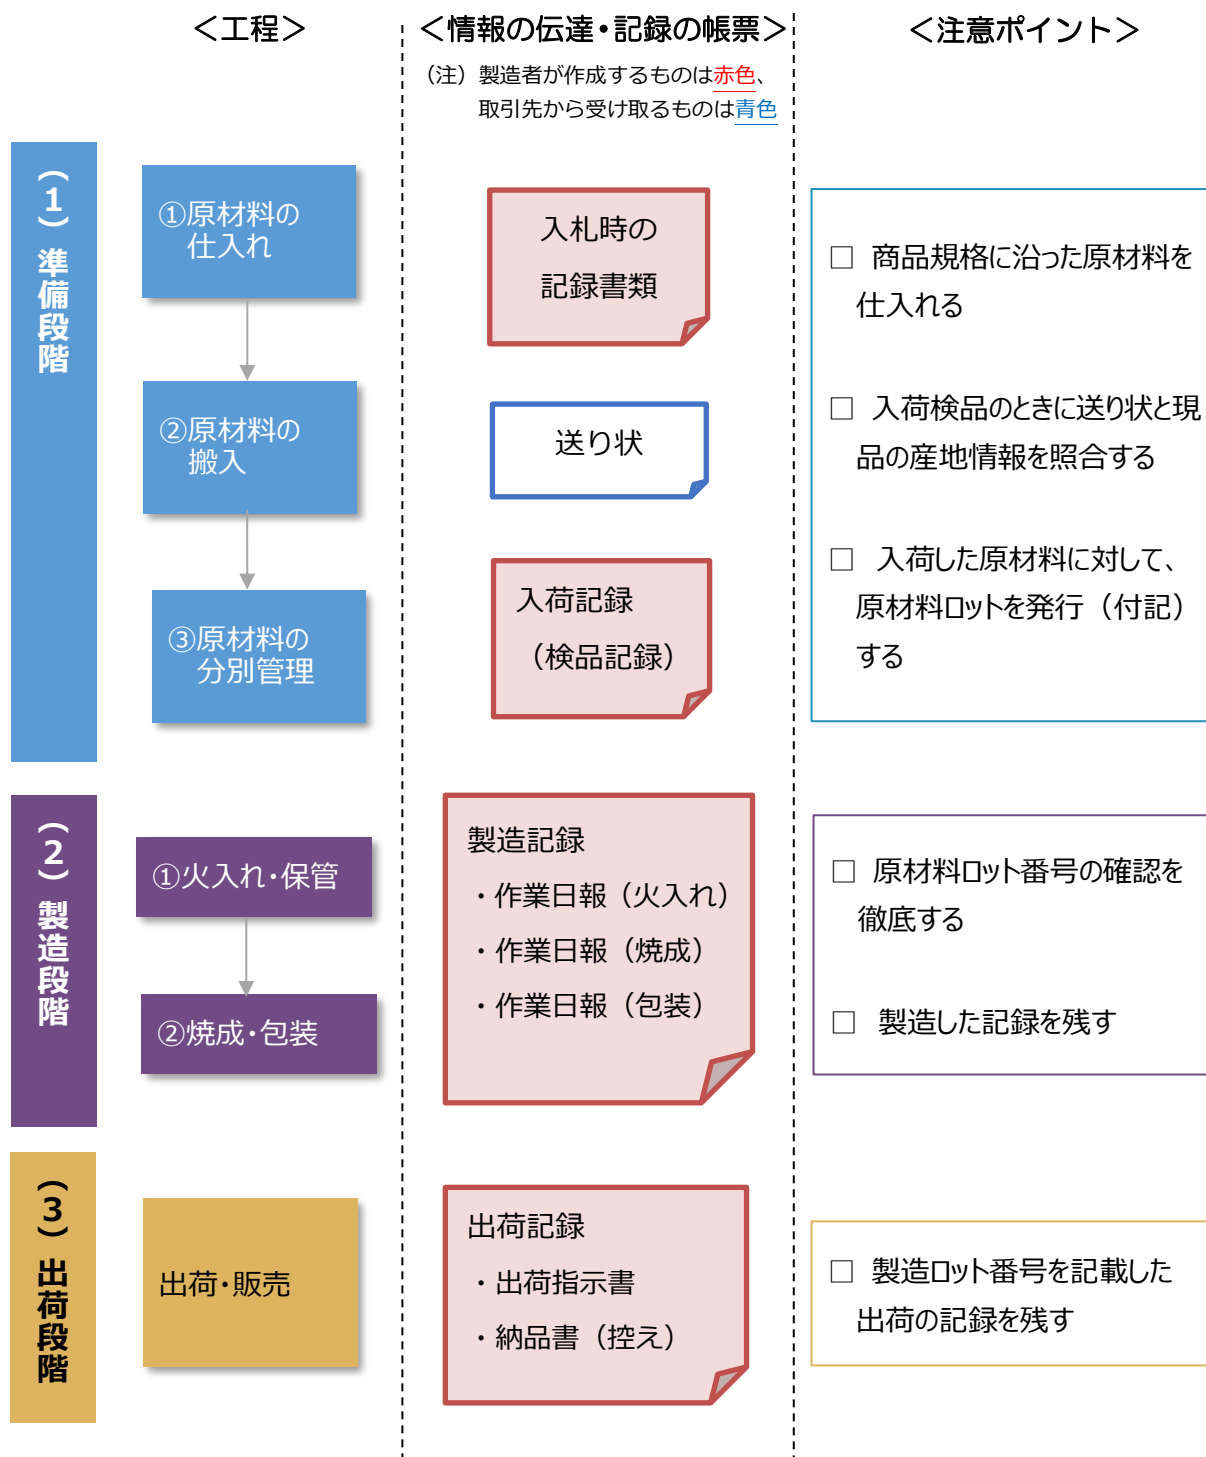 ＜工程＞
＜情報の伝達・記録の帳票＞
＜注意ポイント＞
（注）製造者が作成するものは赤色、
取引先から受け取るものは青色
（1）準備段階
①原材料の
仕入れ
入札時の
記録書類
□ 商品規格に沿った原材料を
仕入れる
②原材料の
搬入
送り状
□ 入荷検品のときに送り状と現
品の産地情報を照合する
③原材料の
分別管理
入荷記録
（検品記録）
□ 入荷した原材料に対して、
原材料ロットを発行（付記）
する
（2）製造段階
①火入れ・保管
②焼成・包装
製造記録
・作業日報（火入れ）
・作業日報（焼成）
・作業日報（包装）
□ 原材料ロット番号の確認を
徹底する
□ 製造した記録を残す
（3）出荷段階
出荷・販売
出荷記録
・出荷指示書
・納品書（控え）
□ 製造ロット番号を記載した
出荷の記録を残す